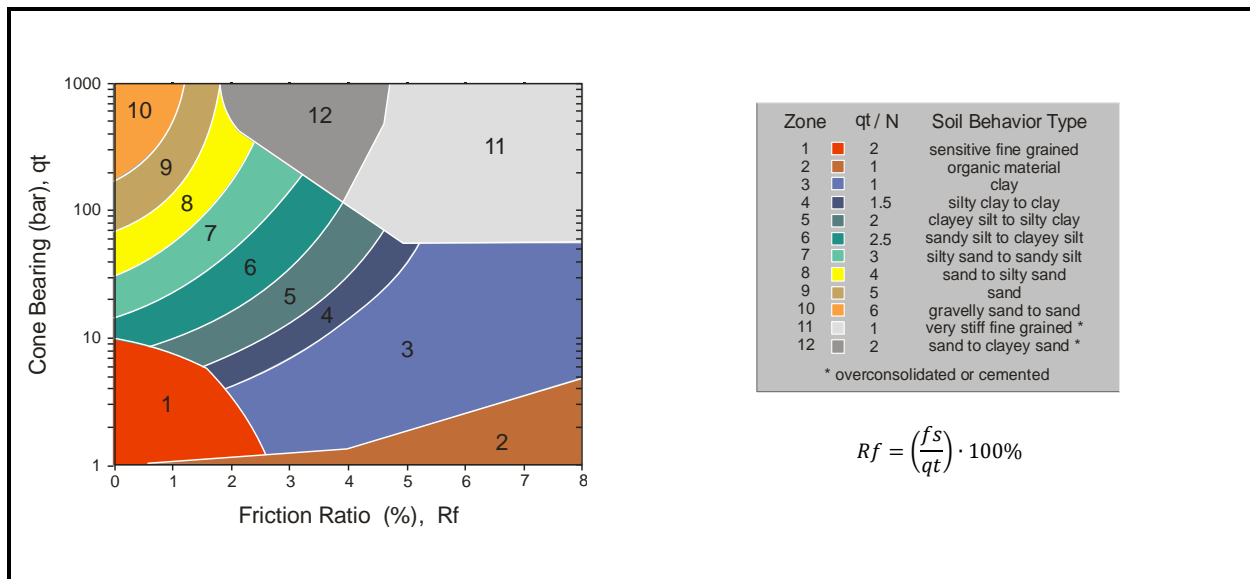 1000
100
10
1
Cone Bearing (bar), qt
10
9
8
7
6
5
4
3
12
11
1
2
0 1 2 3 4 5 6 7 8
Friction Ratio (%), Rf
Zone qt / N Soil Behavior Type
1 2 sensitive fine grained
2 1 organic material
3 1 clay
4 1.5 silty clay to clay
5 2 clayey silt to silty clay
6 2.5 sandy silt to clayey silt
7 3 silty sand to sandy silt
8 4 sand to silty sand
9 5 sand
10 6 gravelly sand to sand
11 1 very stiff fine grained *
12 2 sand to clayey sand *
* overconsolidated or cemented
Rf = (fs/qt) · 100%